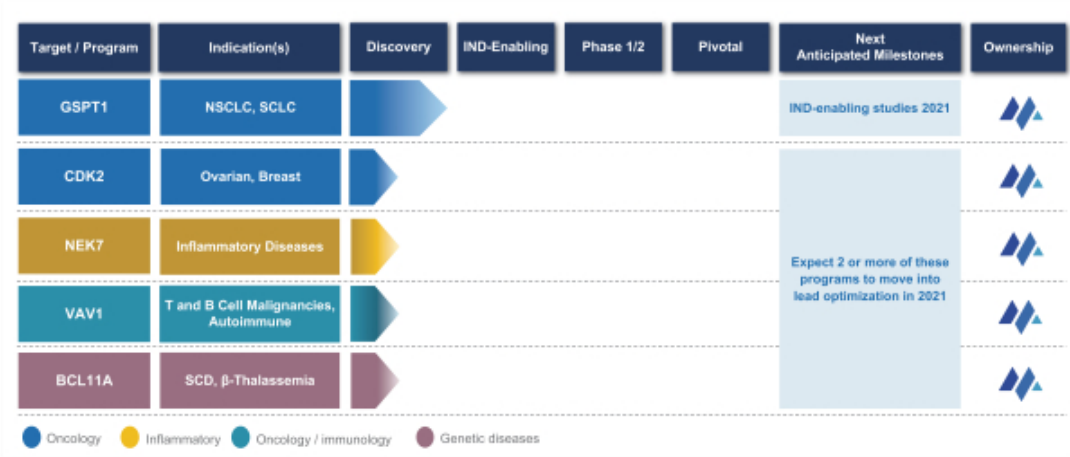 Target / Program
Indication(s)
Discovery
IND-Enabling
Phase 1/2
Pivotal
Next
Anticipated Milestones
Ownership
GSPT1
NSCLC, SCLC
IND-enabling studies 2021
CDK2
Ovarian, Breast
NEK7
Inflammatory Diseases
Expect 2 or more of these
programs to move into
lead optimization in 2021
VAV1
T and B Cell Malignancies,
Autoimmune
BCL11A
SCD, β-Thalassemia
Oncology
Inflammatory
Oncology / immunology
Genetic diseases